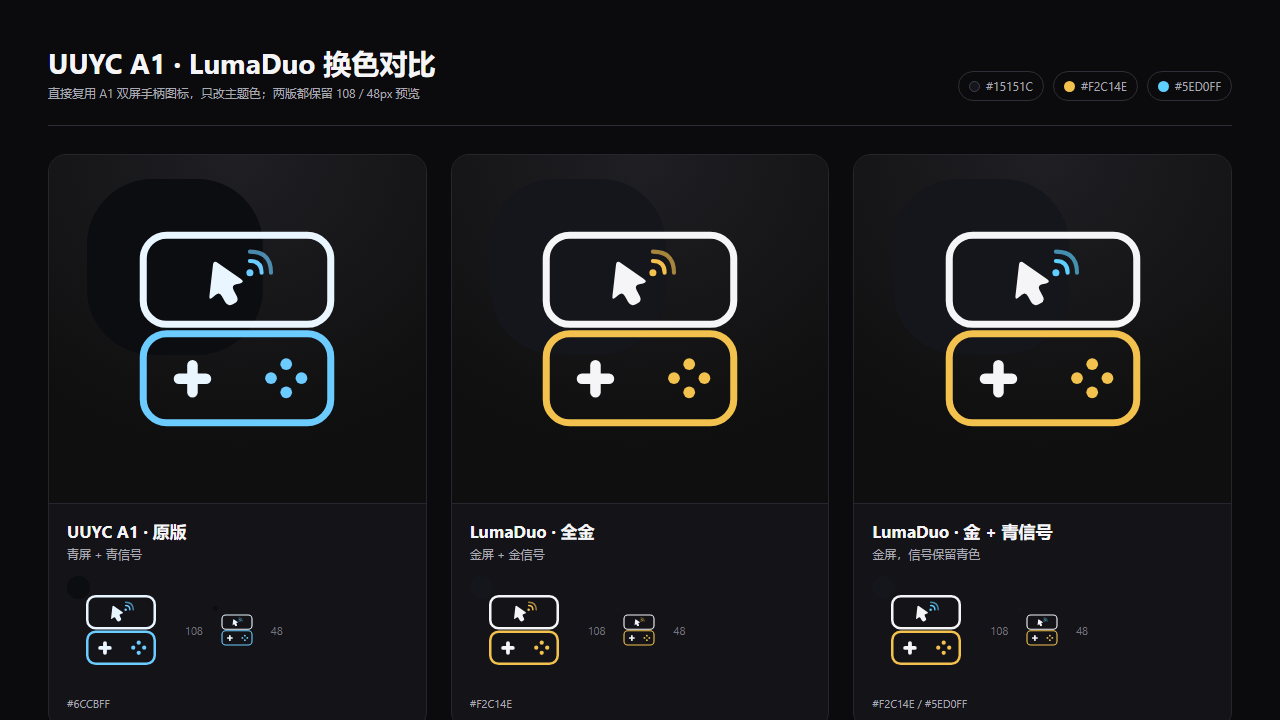 UUYC A1 · LumaDuo 换色对比
直接复用 A1 双屏手柄图标，只改主题色；两版都保留 108 / 48px 预览
#15151C
#F2C14E
#5ED0FF
UUYC A1 · 原版
青屏 + 青信号
108
48
#6CCBFF
LumaDuo · 全金
金屏 + 金信号
108
48
#F2C14E
LumaDuo · 金 + 青信号
金屏，信号保留青色
108
48
#F2C14E / #5ED0FF